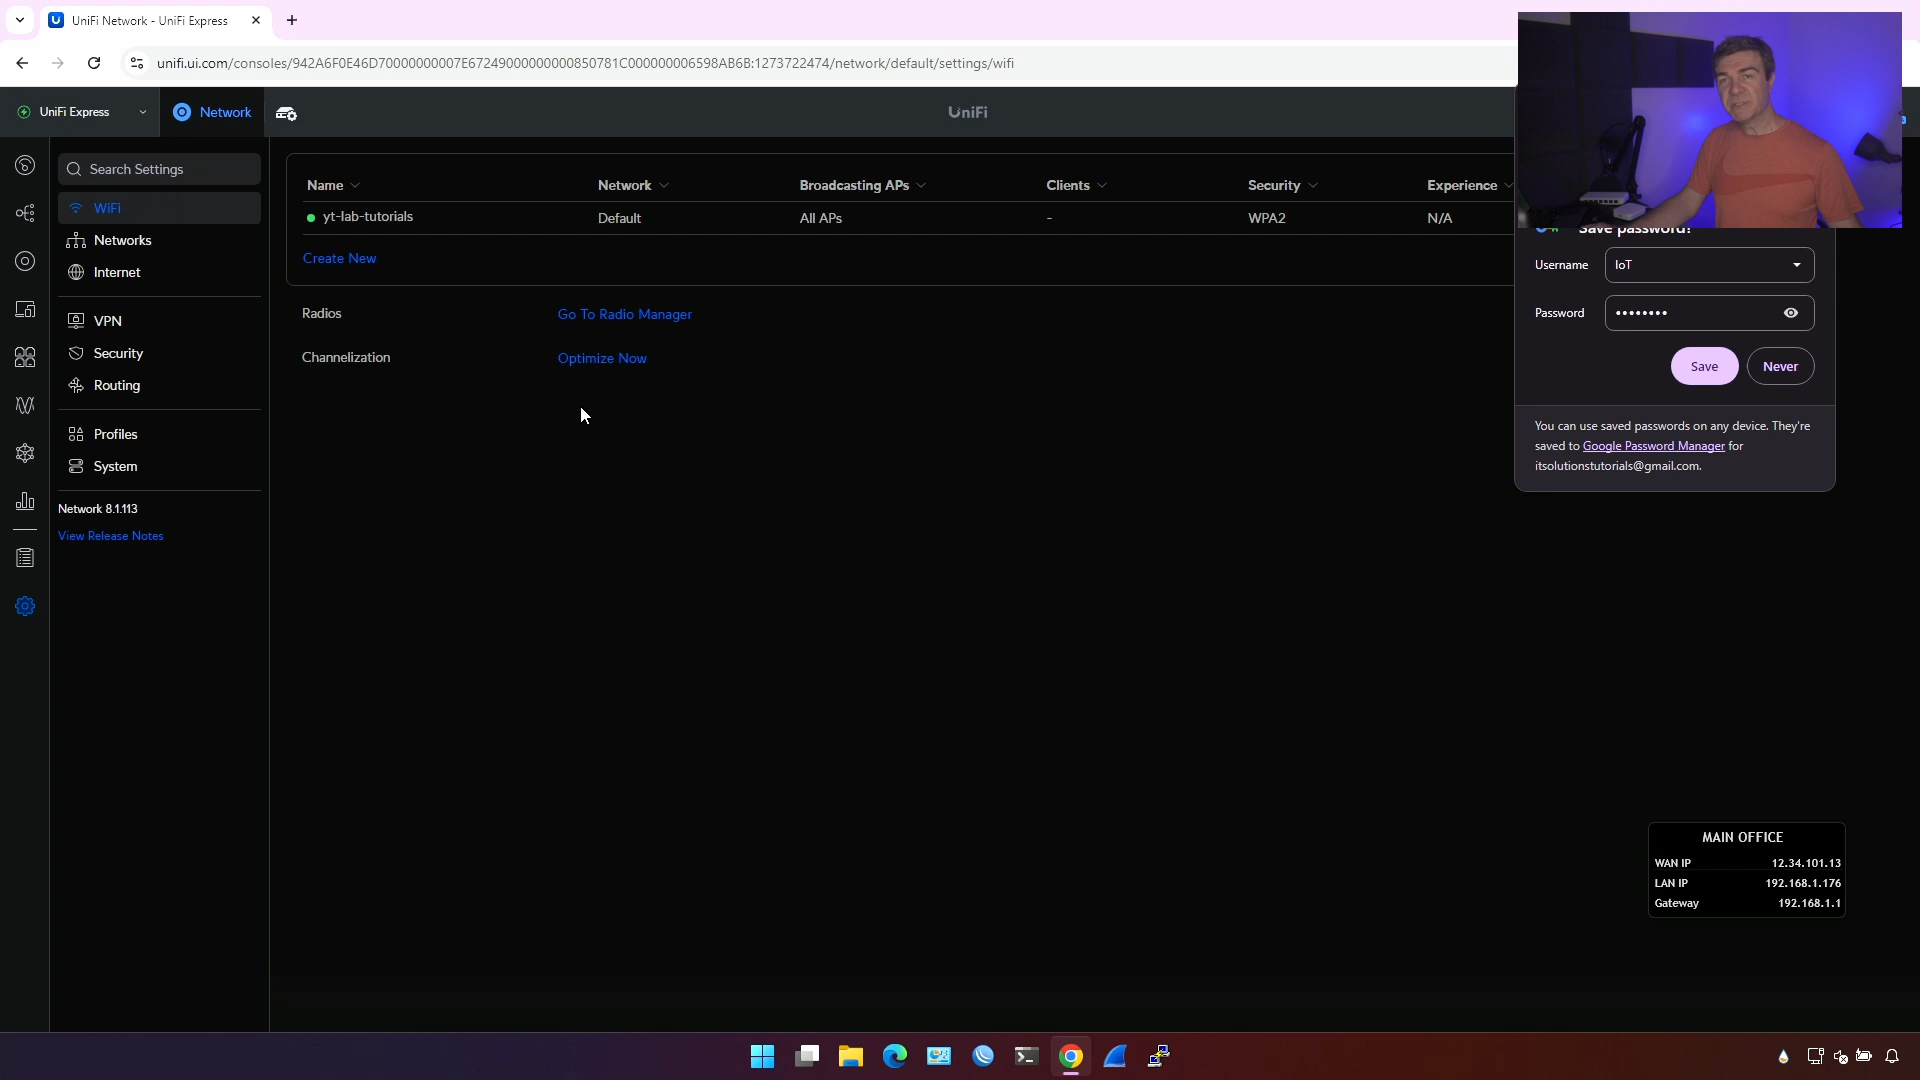 UniFi Network - UniFi Express
unifi.ui.com/consoles/942A6F0E46D70000000007E67249000000000850781C000000006598AB6B:1273722474/network/default/settings/wifi
UniFi Express
Network
UniFi
Search Settings
WiFi
Networks
Internet
VPN
Security
Routing
Profiles
System
Network 8.1.113
View Release Notes
Name Network Broadcasting APs Clients Security Experience
yt-lab-tutorials Default All APs - WPA2 N/A
Create New
Radios Go To Radio Manager
Channelization Optimize Now
Save password?
Username IoT
Password ••••••••
Save Never
You can use saved passwords on any device. They're
saved to Google Password Manager for
itsolutionstutorials@gmail.com.
MAIN OFFICE
WAN IP 12.34.101.13
LAN IP 192.168.1.176
Gateway 192.168.1.1